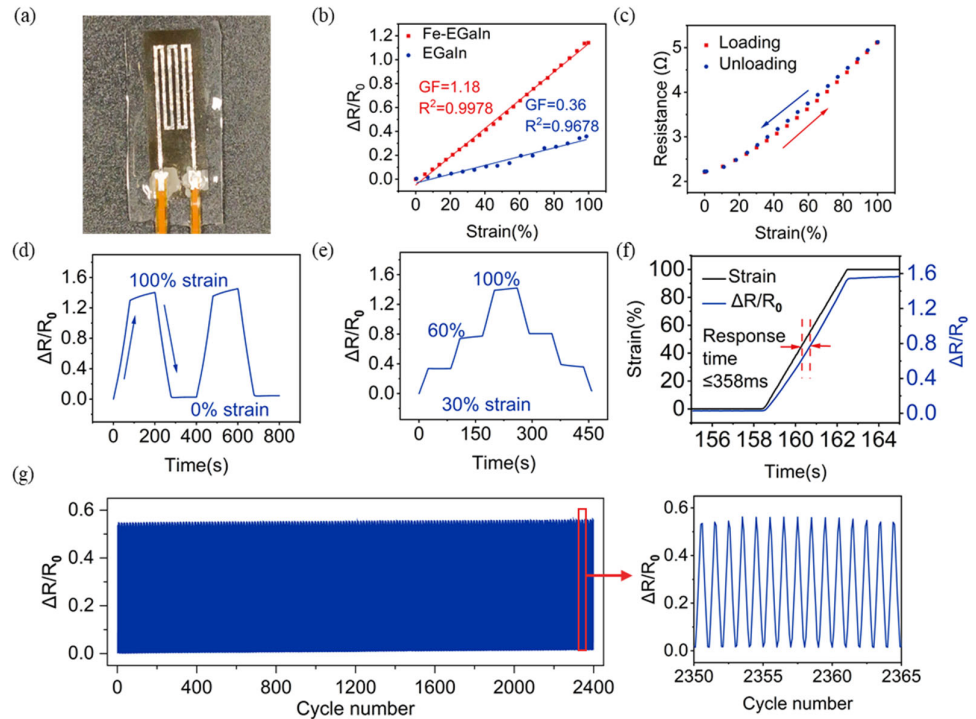 (a)
(b)
ΔR/R₀
1.2
1.0
0.8
0.6
0.4
0.2
0.0
Fe-EGaIn
EGaIn
GF=1.18
R²=0.9978
GF=0.36
R²=0.9678
0 20 40 60 80 100
Strain(%)
(c)
Resistance (Ω)
5
4
3
2
Loading
Unloading
0 20 40 60 80 100
Strain(%)
(d)
ΔR/R₀
1.6
1.2
0.8
0.4
0.0
100% strain
0% strain
0 200 400 600 800
Time(s)
(e)
ΔR/R₀
1.6
1.2
0.8
0.4
0.0
100%
60%
30% strain
0 150 300 450
Time(s)
(f)
Strain(%)
100
80
60
40
20
0
Strain
ΔR/R₀
Response
time
≤358ms
1.6
1.2
0.8
0.4
0.0
ΔR/R₀
156 158 160 162 164
Time(s)
(g)
ΔR/R₀
0.6
0.4
0.2
0.0
0 400 800 1200 1600 2000 2400
Cycle number
ΔR/R₀
0.6
0.4
0.2
0.0
2350 2355 2360 2365
Cycle number